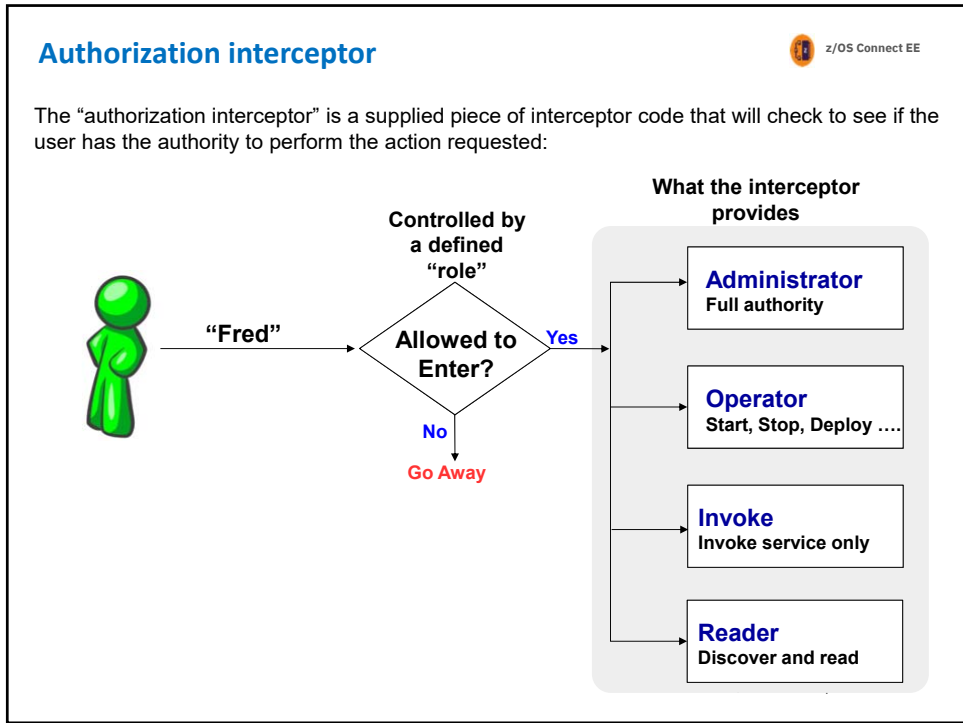 Authorization interceptor
z/OS Connect EE
The “authorization interceptor” is a supplied piece of interceptor code that will check to see if the
user has the authority to perform the action requested:
What the interceptor
provides
Controlled by
a defined
“role”
“Fred”
Allowed to
Enter?
Yes
No
Go Away
Administrator
Full authority
Operator
Start, Stop, Deploy ….
Invoke
Invoke service only
Reader
Discover and read